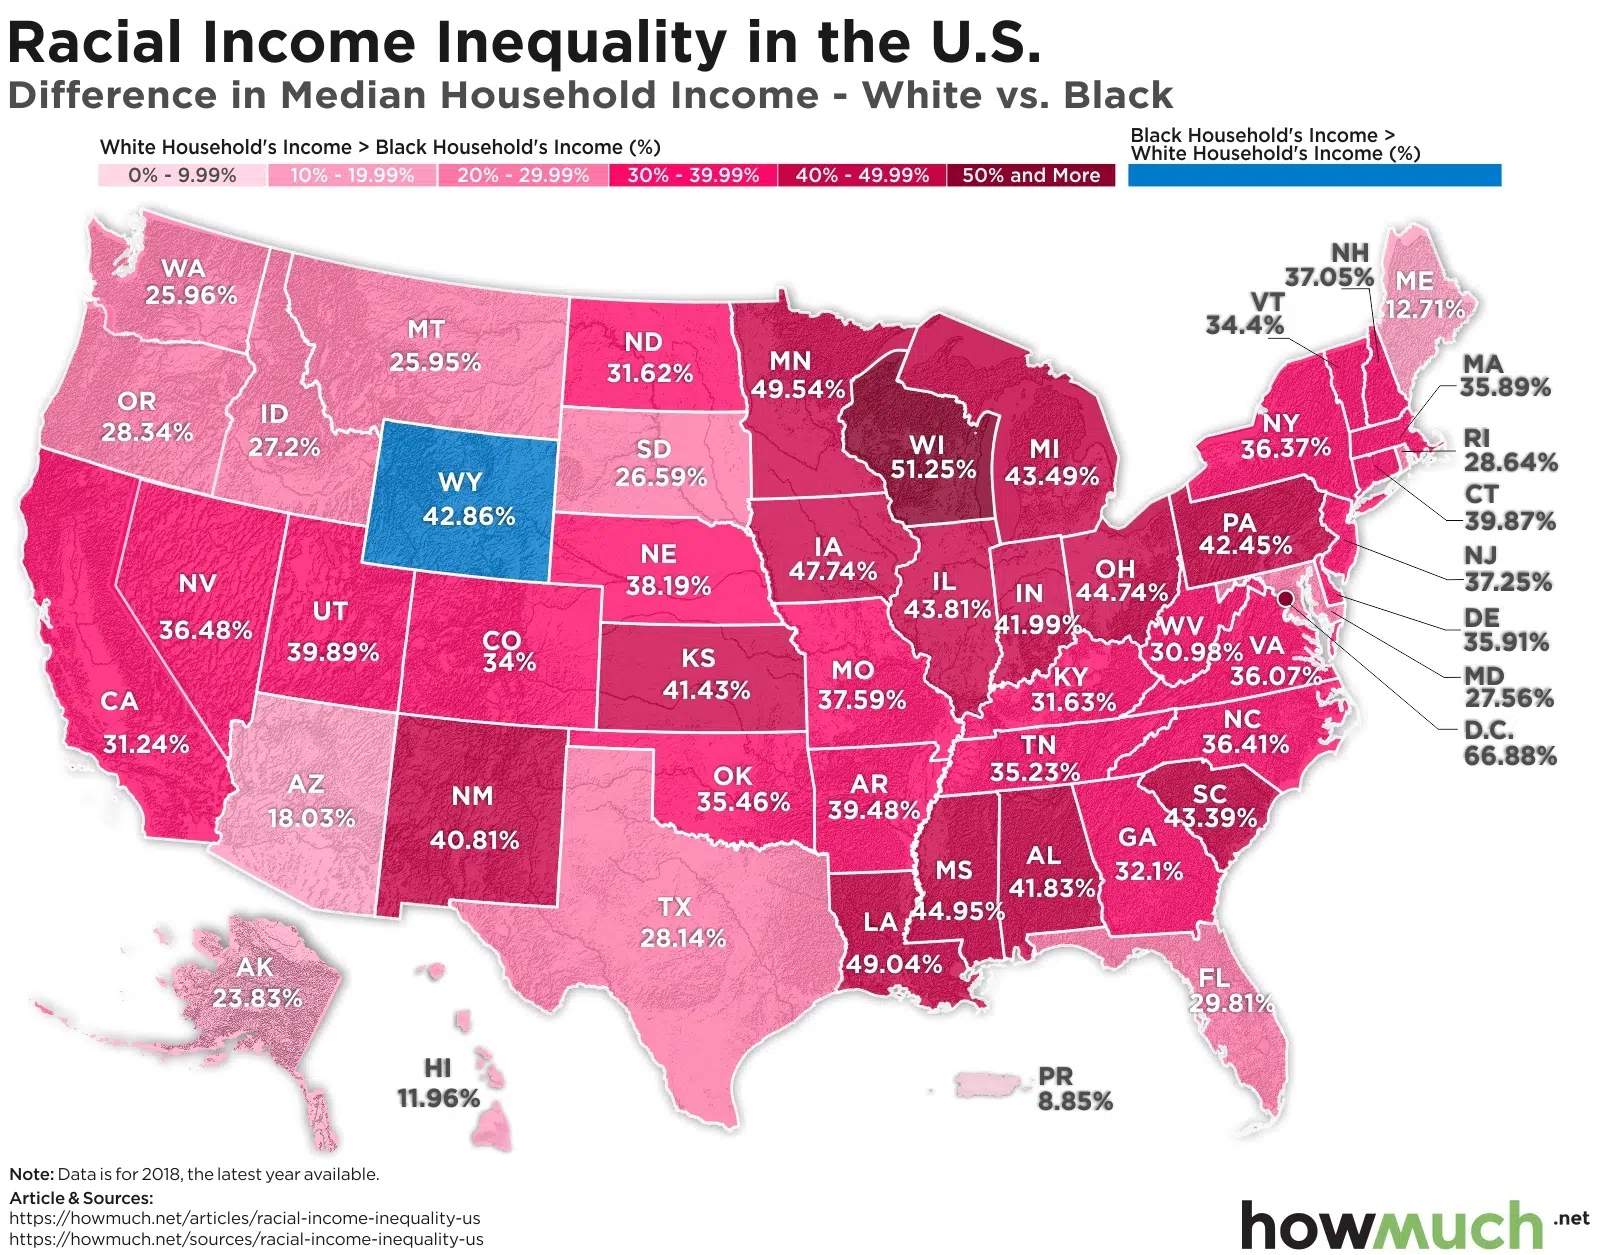 Racial Income Inequality in the U.S.
Difference in Median Household Income - White vs. Black
White Household's Income > Black Household's Income (%)
0% - 9.99%
10% - 19.99%
20% - 29.99%
30% - 39.99%
40% - 49.99%
50% and More
Black Household's Income >
White Household's Income (%)
WA
25.96%
OR
28.34%
ID
27.2%
MT
25.95%
WY
42.86%
ND
31.62%
SD
26.59%
NE
38.19%
KS
41.43%
MN
49.54%
IA
47.74%
WI
51.25%
MI
43.49%
IL
43.81%
IN
41.99%
OH
44.74%
PA
42.45%
NY
36.37%
VT
34.4%
NH
37.05%
ME
12.71%
MA
35.89%
RI
28.64%
CT
39.87%
NJ
37.25%
DE
35.91%
MD
27.56%
D.C.
66.88%
WV
30.98%
VA
36.07%
KY
31.63%
NC
36.41%
TN
35.23%
SC
43.39%
GA
32.1%
AL
41.83%
MS
44.95%
LA
49.04%
AR
39.48%
MO
37.59%
OK
35.46%
TX
28.14%
NM
40.81%
AZ
18.03%
CO
34%
UT
39.89%
NV
36.48%
CA
31.24%
FL
29.81%
AK
23.83%
HI
11.96%
PR
8.85%
Note: Data is for 2018, the latest year available.
Article & Sources:
https://howmuch.net/articles/racial-income-inequality-us
https://howmuch.net/sources/racial-income-inequality-us
howmuch.net